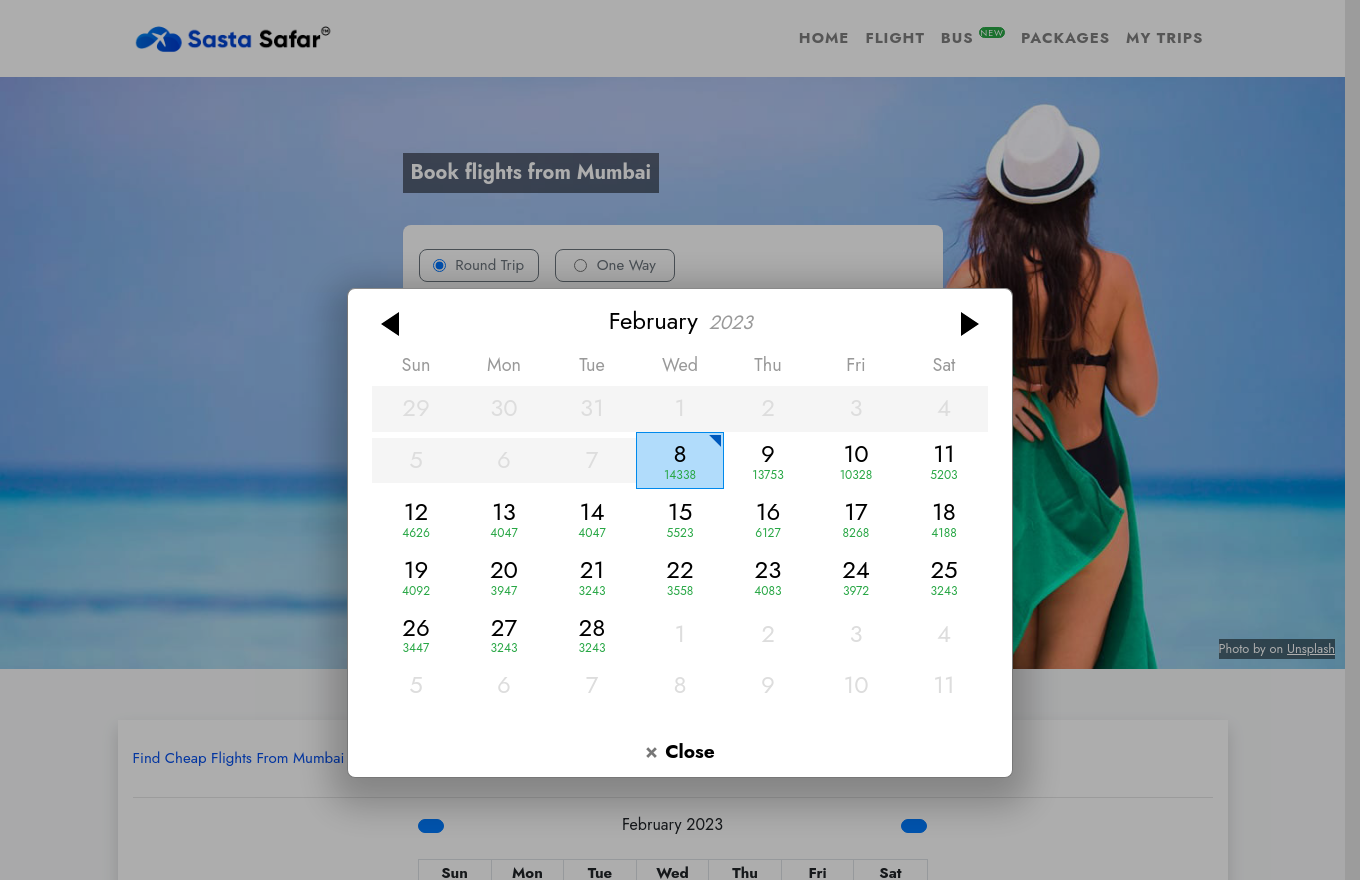 Sasta Safar TM
HOME FLIGHT BUS NEW PACKAGES MY TRIPS
Book flights from Mumbai
Round Trip One Way
February 2023
Sun Mon Tue Wed Thu Fri Sat
29 30 31 1 2 3 4
5 6 7 8 9 10 11
14338 13753 10328 5203
12 13 14 15 16 17 18
4626 4047 4047 5523 6127 8268 4188
19 20 21 22 23 24 25
4092 3947 3243 3558 4083 3972 3243
26 27 28 1 2 3 4
3447 3243 3243
5 6 7 8 9 10 11
× Close
Photo by on Unsplash
Find Cheap Flights From Mumbai
February 2023
Sun Mon Tue Wed Thu Fri Sat